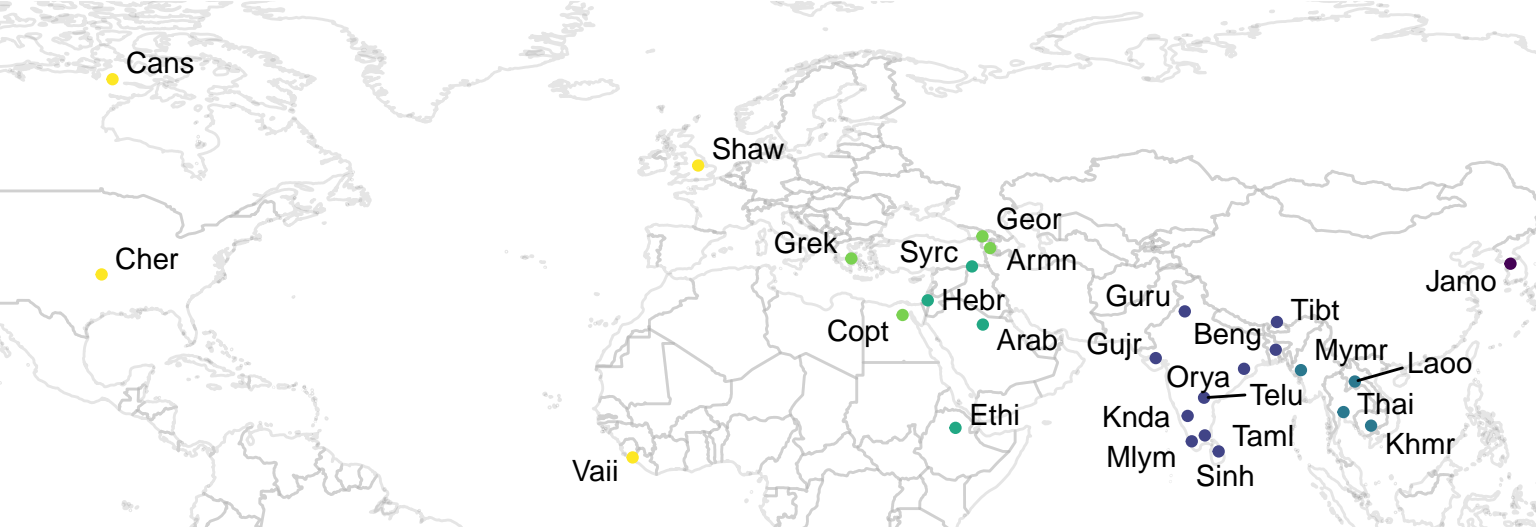 Cans
Shaw
Geor
Grek
Syrc
Cher
Armn
Jamo
Guru
Hebr
Tibt
Copt
Beng
Arab
Gujr
Mymr
Laoo
Orya
Telu
Thai
Ethi
Knda
Taml
Khmr
Mlym
Vaii
Sinh